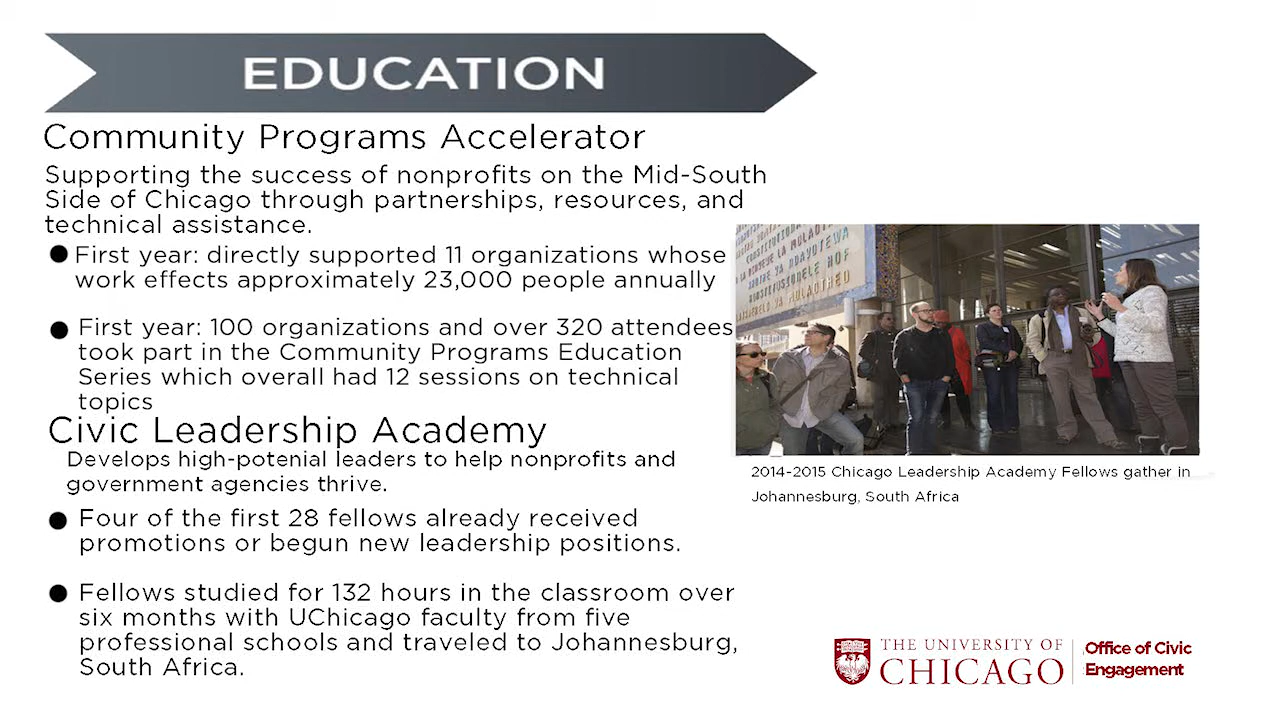 EDUCATION
Community Programs Accelerator
Supporting the success of nonprofits on the Mid-South
Side of Chicago through partnerships, resources, and
technical assistance.
● First year: directly supported 11 organizations whose
work effects approximately 23,000 people annually
● First year: 100 organizations and over 320 attendees
took part in the Community Programs Education
Series which overall had 12 sessions on technical
topics
Civic Leadership Academy
Develops high-potenial leaders to help nonprofits and
government agencies thrive.
● Four of the first 28 fellows already received
promotions or begun new leadership positions.
● Fellows studied for 132 hours in the classroom over
six months with UChicago faculty from five
professional schools and traveled to Johannesburg,
South Africa.
2014-2015 Chicago Leadership Academy Fellows gather in
Johannesburg, South Africa
THE UNIVERSITY OF
CHICAGO
Office of Civic
Engagement